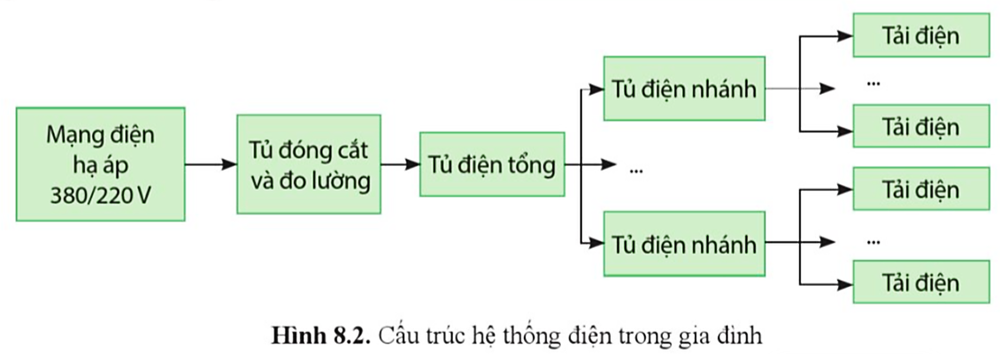 Mạng điện
hạ áp
380/220 V
Tủ đóng cắt
và đo lường
Tủ điện tổng
Tủ điện nhánh
...
Tủ điện nhánh
Tải điện
...
Tải điện
Tải điện
...
Tải điện
Hình 8.2. Cấu trúc hệ thống điện trong gia đình